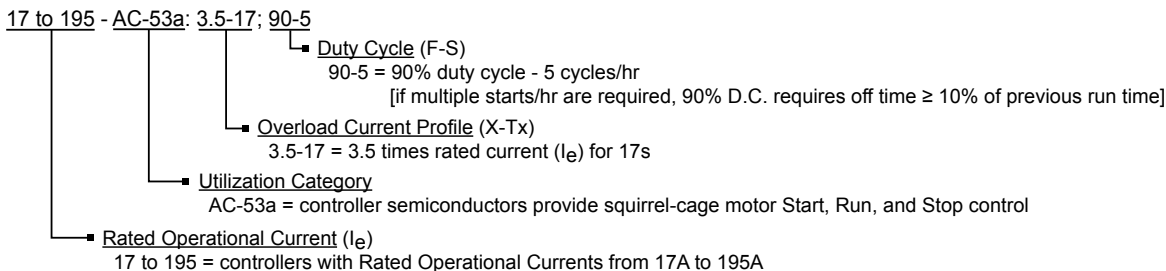 17 to 195 - AC-53a: 3.5-17; 90-5
Duty Cycle (F-S)
90-5 = 90% duty cycle - 5 cycles/hr
[if multiple starts/hr are required, 90% D.C. requires off time ≥ 10% of previous run time]
Overload Current Profile (X-Tx)
3.5-17 = 3.5 times rated current (Ie) for 17s
Utilization Category
AC-53a = controller semiconductors provide squirrel-cage motor Start, Run, and Stop control
Rated Operational Current (Ie)
17 to 195 = controllers with Rated Operational Currents from 17A to 195A